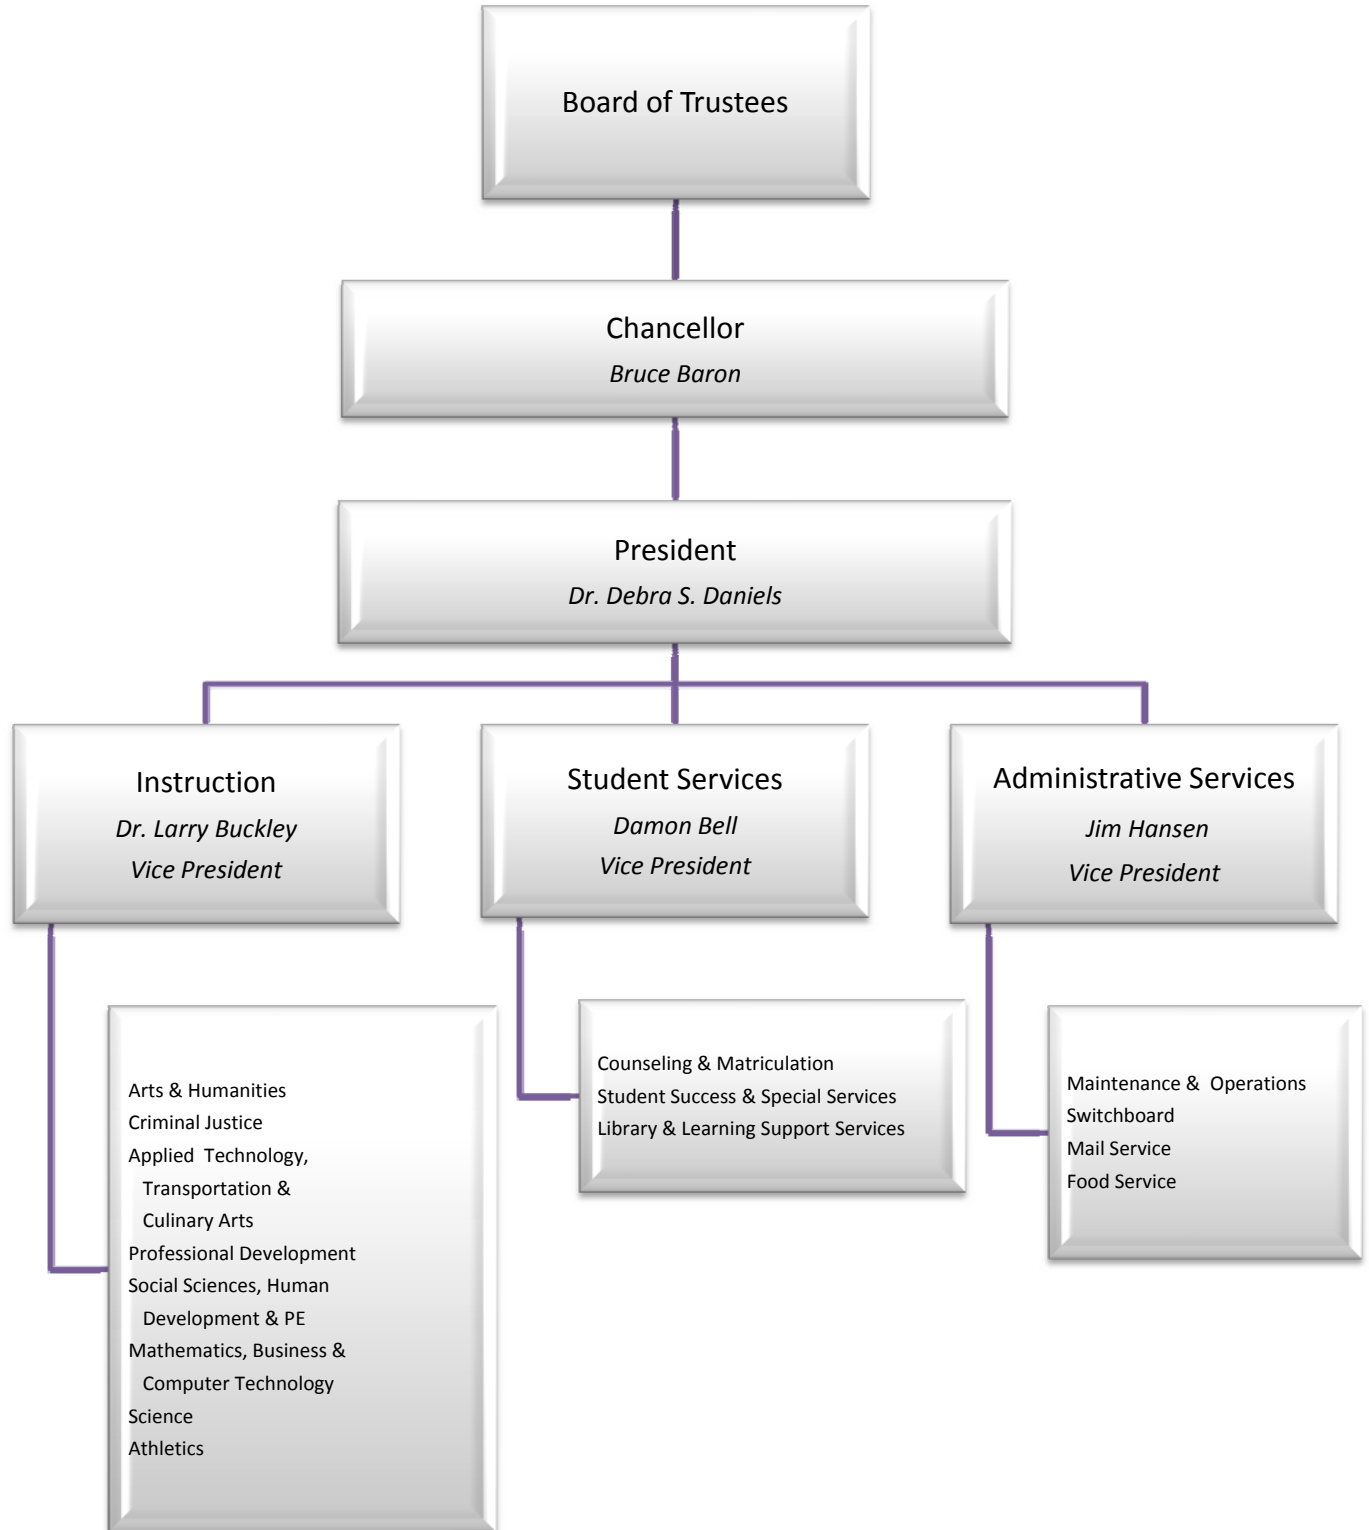 Board of Trustees
Chancellor
Bruce Baron
President
Dr. Debra S. Daniels
Instruction
Dr. Larry Buckley
Vice President
Student Services
Damon Bell
Vice President
Administrative Services
Jim Hansen
Vice President
Arts & Humanities
Criminal Justice
Applied Technology,
Transportation &
Culinary Arts
Professional Development
Social Sciences, Human
Development & PE
Mathematics, Business &
Computer Technology
Science
Athletics
Counseling & Matriculation
Student Success & Special Services
Library & Learning Support Services
Maintenance & Operations
Switchboard
Mail Service
Food Service